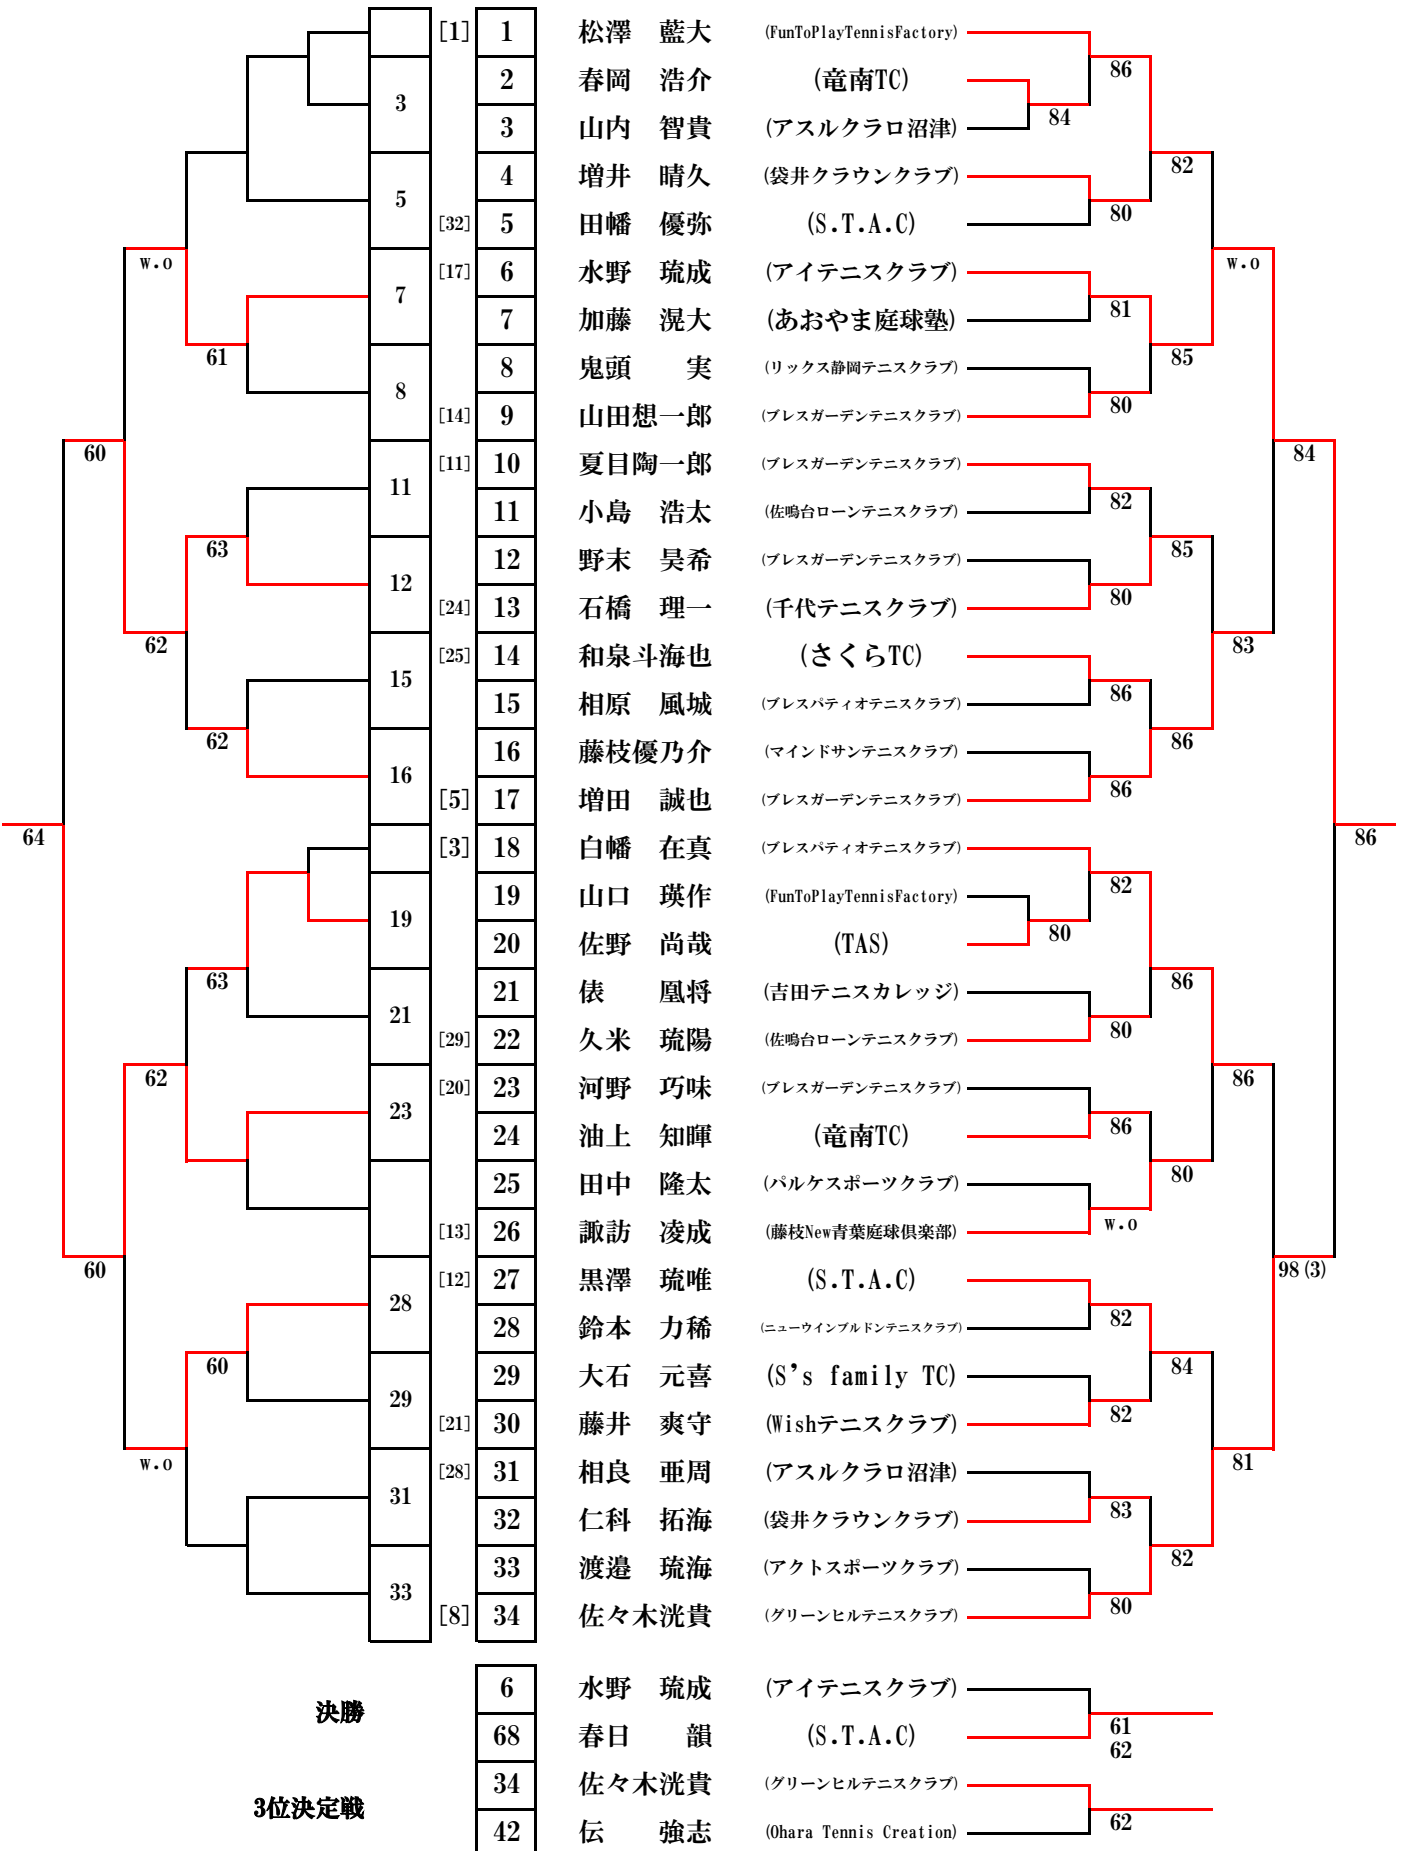 [1] 1 松澤 藍大 (FunToPlayTennisFactory)
2 春岡 浩介 (竜南TC) 86
3 3 山内 智貴 (アスルクラロ沼津) 84
4 増井 晴久 (袋井クラウンクラブ) 82
5 [32] 5 田幡 優弥 (S.T.A.C) 80
w.o [17] 6 水野 琉成 (アイテニスクラブ) w.o
7 7 加藤 滉大 (あおやま庭球塾) 81
61 8 鬼頭 実 (リックス静岡テニスクラブ) 85
8 [14] 9 山田想一郎 (ブレスガーデンテニスクラブ) 80
60 [11] 10 夏目陶一郎 (ブレスガーデンテニスクラブ) 84
11 11 小島 浩太 (佐鳴台ローンテニスクラブ) 82
63 12 野末 昊希 (ブレスガーデンテニスクラブ) 85
12 [24] 13 石橋 理一 (千代テニスクラブ) 80
62 [25] 14 和泉斗海也 (さくらTC) 83
15 15 相原 風城 (ブレスパティオテニスクラブ) 86
62 16 藤枝優乃介 (マインドサンテニスクラブ) 86
16 [5] 17 増田 誠也 (ブレスガーデンテニスクラブ) 86
64 [3] 18 白幡 在真 (ブレスパティオテニスクラブ) 86
19 山口 瑛作 (FunToPlayTennisFactory) 82
19 20 佐野 尚哉 (TAS) 80
63 21 俵 凰将 (吉田テニスカレッジ) 86
21 [29] 22 久米 琉陽 (佐鳴台ローンテニスクラブ) 80
62 [20] 23 河野 巧味 (ブレスガーデンテニスクラブ) 86
23 24 油上 知暉 (竜南TC) 86
25 田中 隆太 (パルケスポーツクラブ) 80
[13] 26 諏訪 凌成 (藤枝New青葉庭球倶楽部) w.o
60 [12] 27 黒澤 琉唯 (S.T.A.C) 98(3)
28 28 鈴本 力稀 (ニューウインブルドンテニスクラブ) 82
60 29 大石 元喜 (S’s family TC) 84
29 [21] 30 藤井 爽守 (Wishテニスクラブ) 82
w.o [28] 31 相良 亜周 (アスルクラロ沼津) 81
31 32 仁科 拓海 (袋井クラウンクラブ) 83
33 渡邉 琉海 (アクトスポーツクラブ) 82
33 [8] 34 佐々木洸貴 (グリーンヒルテニスクラブ) 80
決勝
6 水野 琉成 (アイテニスクラブ)
68 春日 韻 (S.T.A.C) 61
62
3位決定戦
34 佐々木洸貴 (グリーンヒルテニスクラブ)
42 伝 強志 (Ohara Tennis Creation) 62